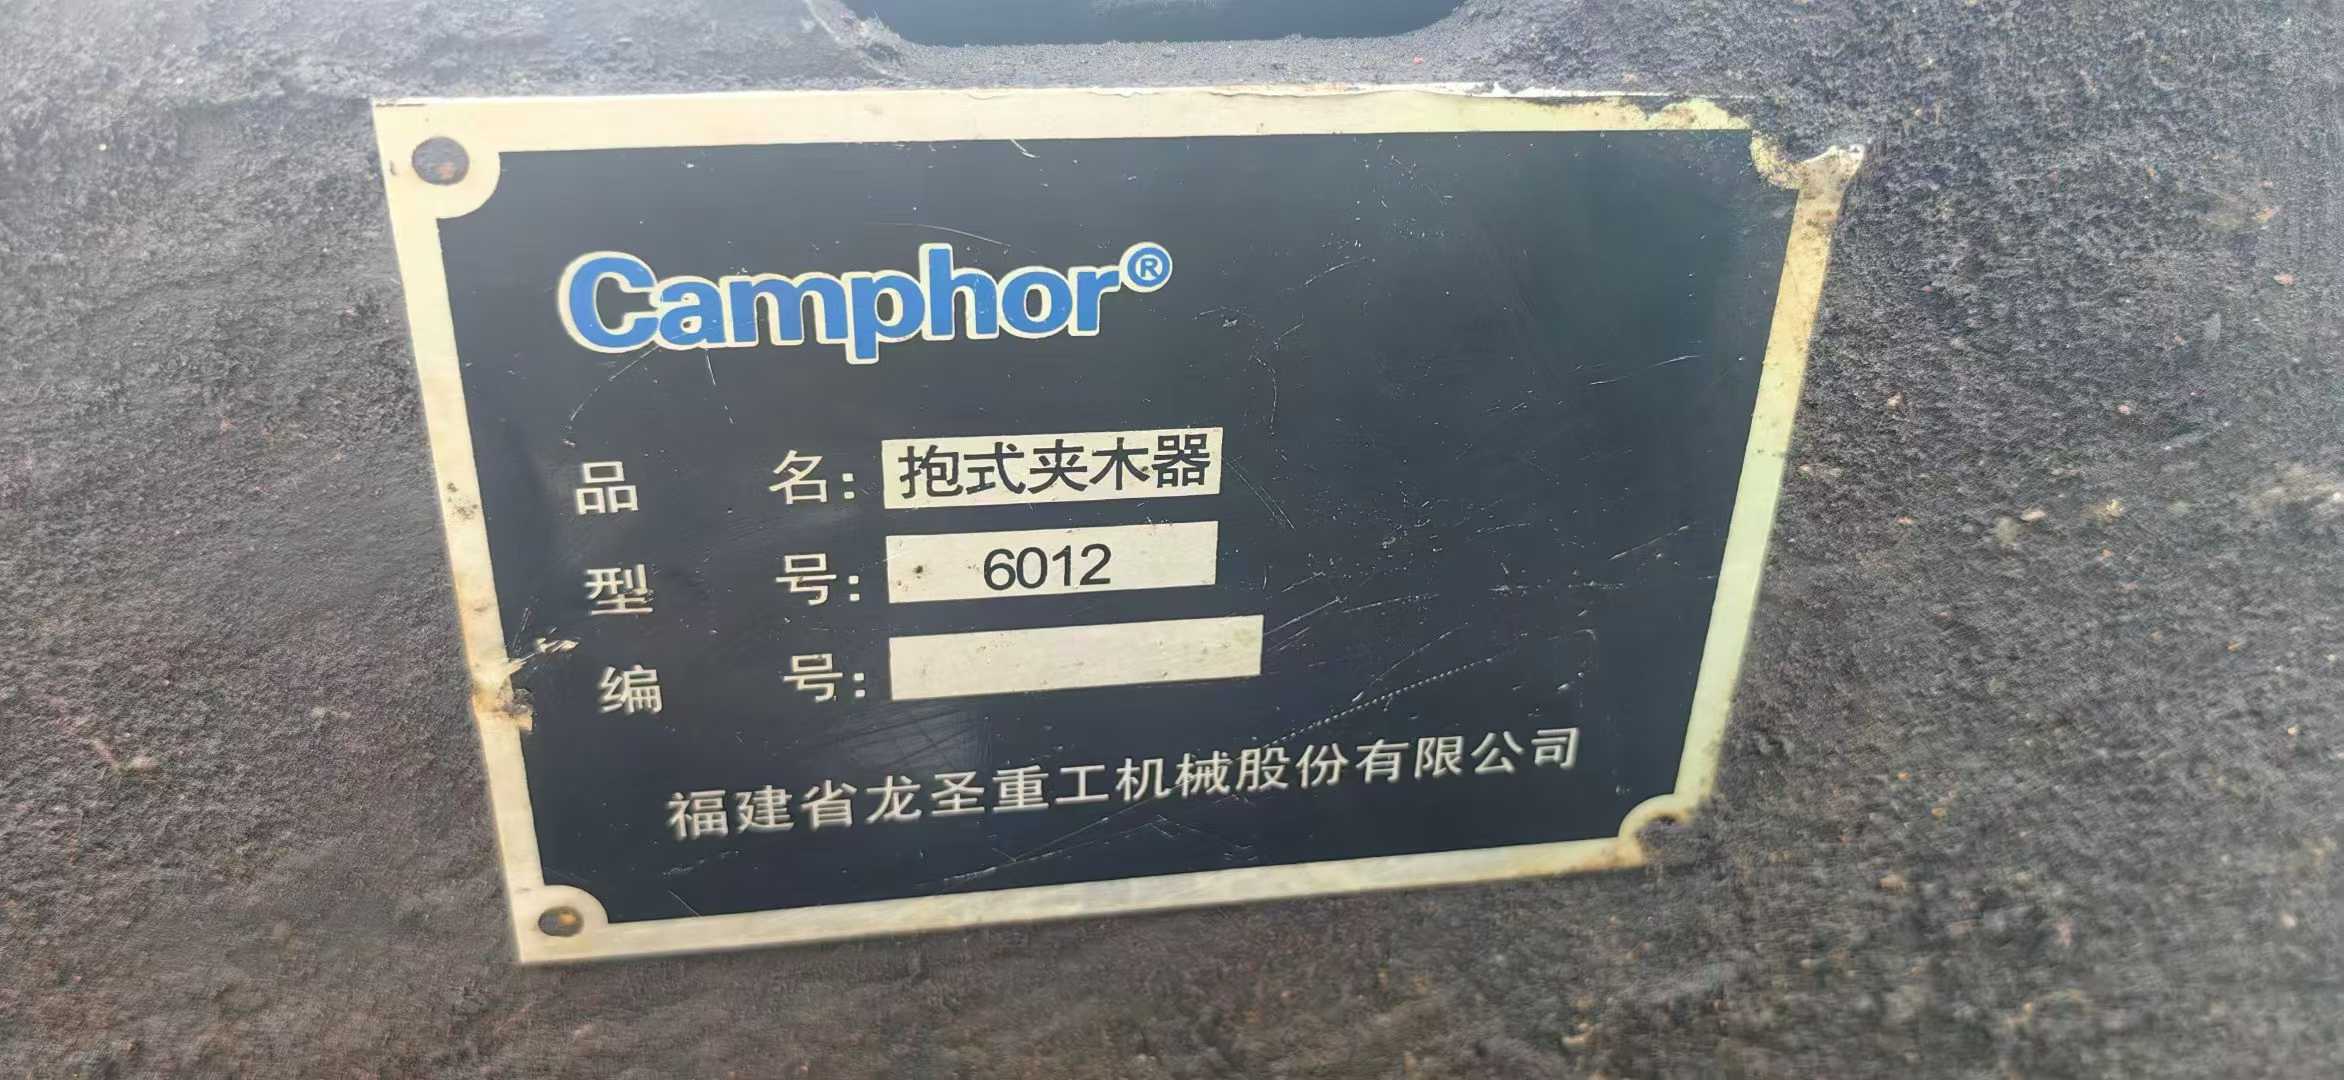 Camphor®
品 名: 抱式夹木器
型 号: 6012
编 号:
福建省龙圣重工机械股份有限公司